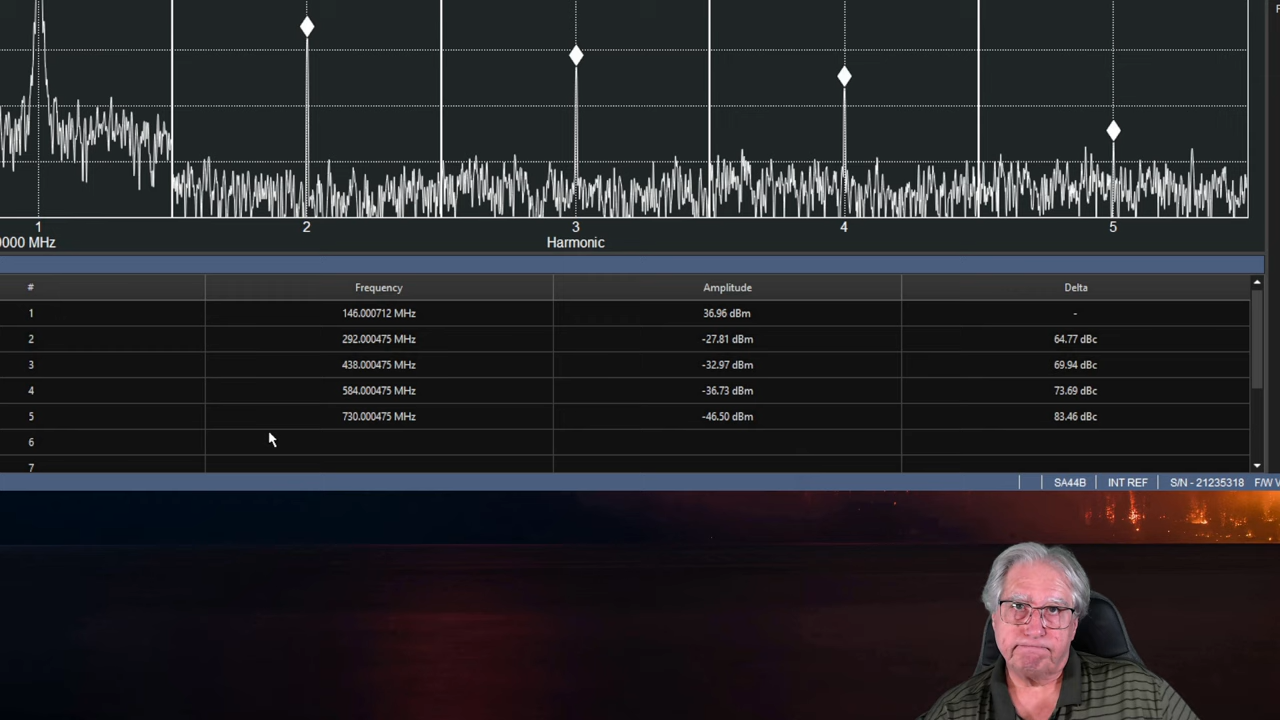 1 2 3 4 5
0000 MHz Harmonic
# Frequency Amplitude Delta
1 146.000712 MHz 36.96 dBm -
2 292.000475 MHz -27.81 dBm 64.77 dBc
3 438.000475 MHz -32.97 dBm 69.94 dBc
4 584.000475 MHz -36.73 dBm 73.69 dBc
5 730.000475 MHz -46.50 dBm 83.46 dBc
6
7
SA44B INT REF S/N - 21235318 F/W